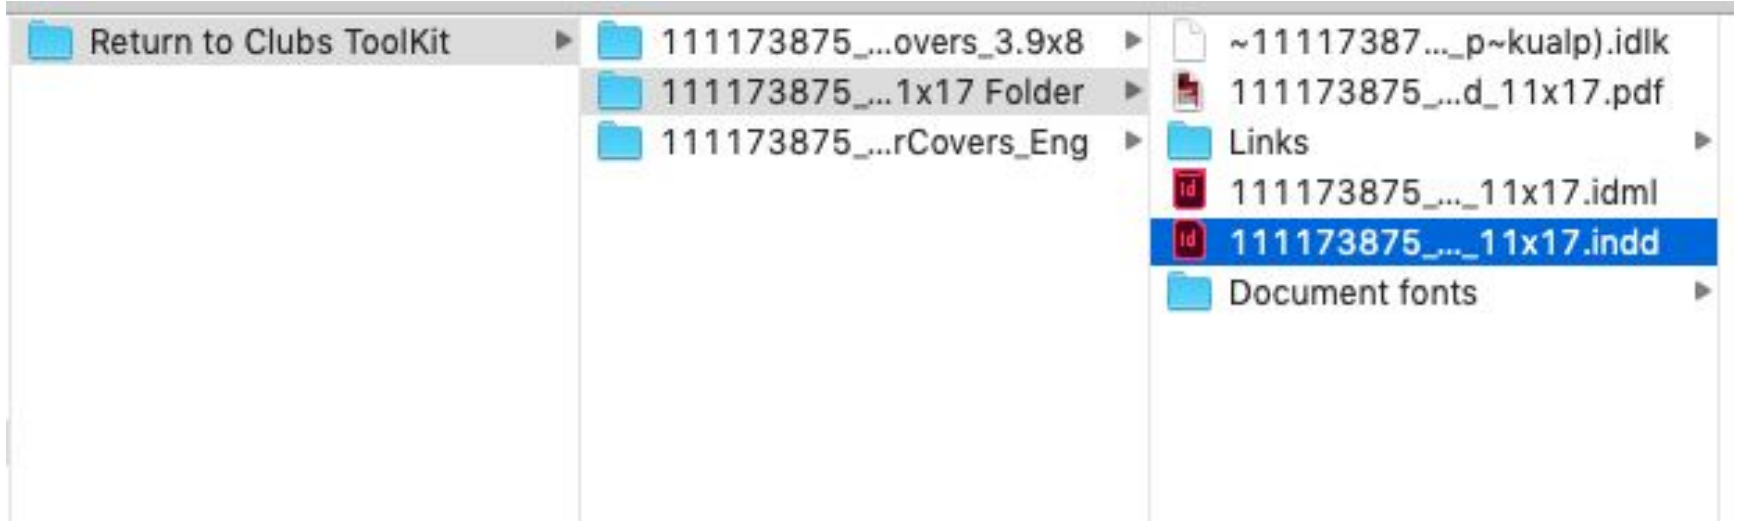 Return to Clubs ToolKit
111173875_...overs_3.9x8
111173875_...1x17 Folder
111173875_...rCovers_Eng
~11117387..._p~kualp).idlk
111173875_...d_11x17.pdf
Links
111173875_..._11x17.idml
111173875_..._11x17.indd
Document fonts